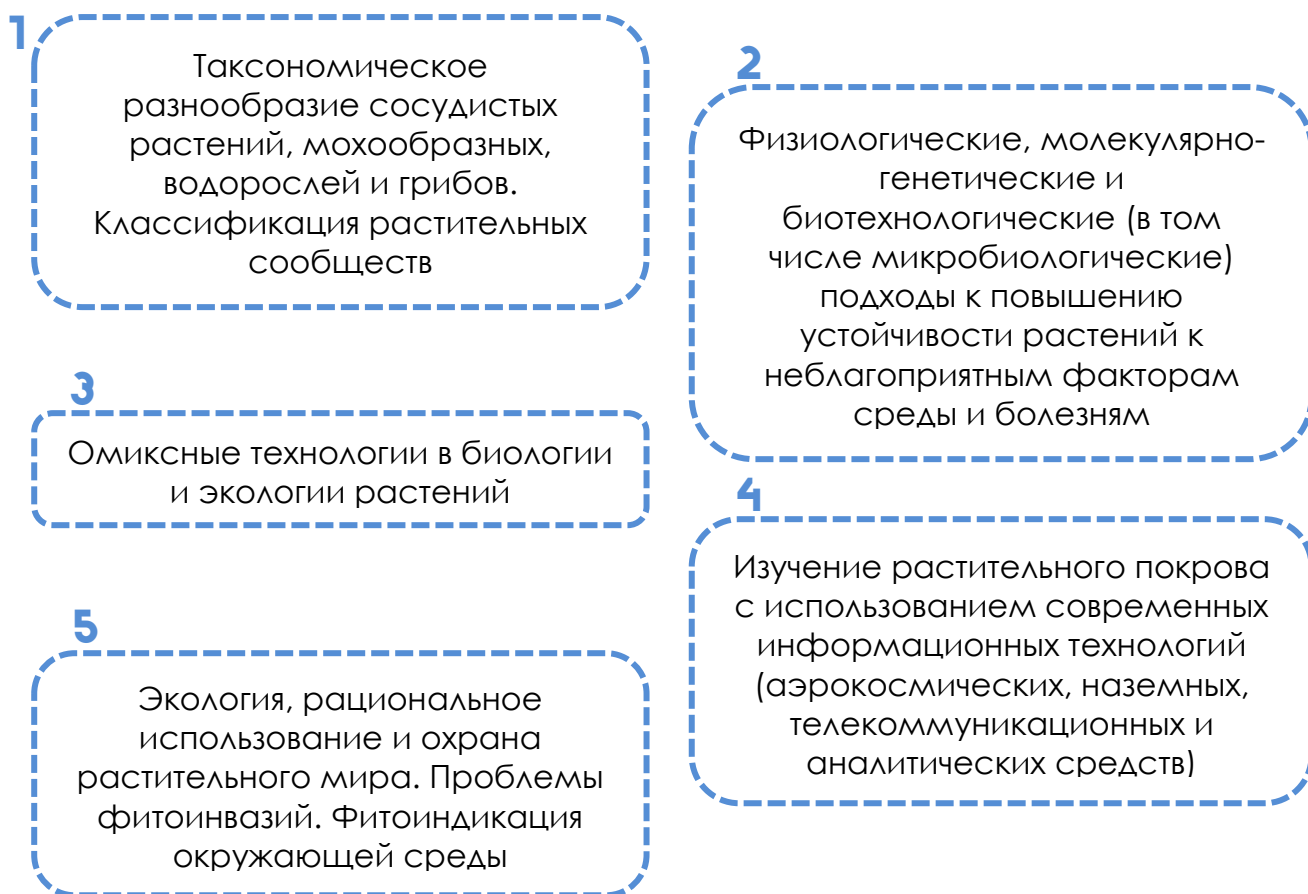 1
Таксономическое
разнообразие сосудистых
растений, мохообразных,
водорослей и грибов.
Классификация растительных
сообществ
2
Физиологические, молекулярно-
генетические и
биотехнологические (в том
числе микробиологические)
подходы к повышению
устойчивости растений к
неблагоприятным факторам
среды и болезням
3
Омиксные технологии в биологии
и экологии растений
4
Изучение растительного покрова
с использованием современных
информационных технологий
(аэрокосмических, наземных,
телекоммуникационных и
аналитических средств)
5
Экология, рациональное
использование и охрана
растительного мира. Проблемы
фитоинвазий. Фитоиндикация
окружающей среды